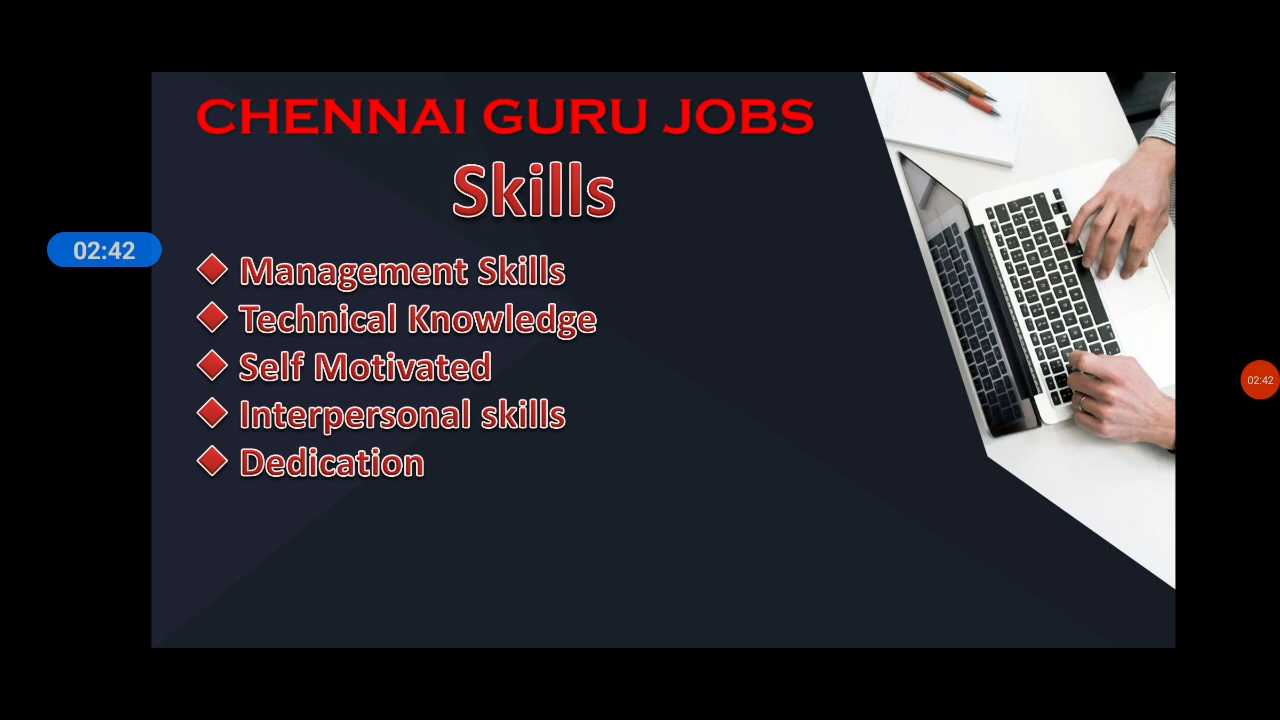 CHENNAI GURU JOBS
Skills
02:42
Management Skills
Technical Knowledge
Self Motivated
Interpersonal skills
Dedication
02:42